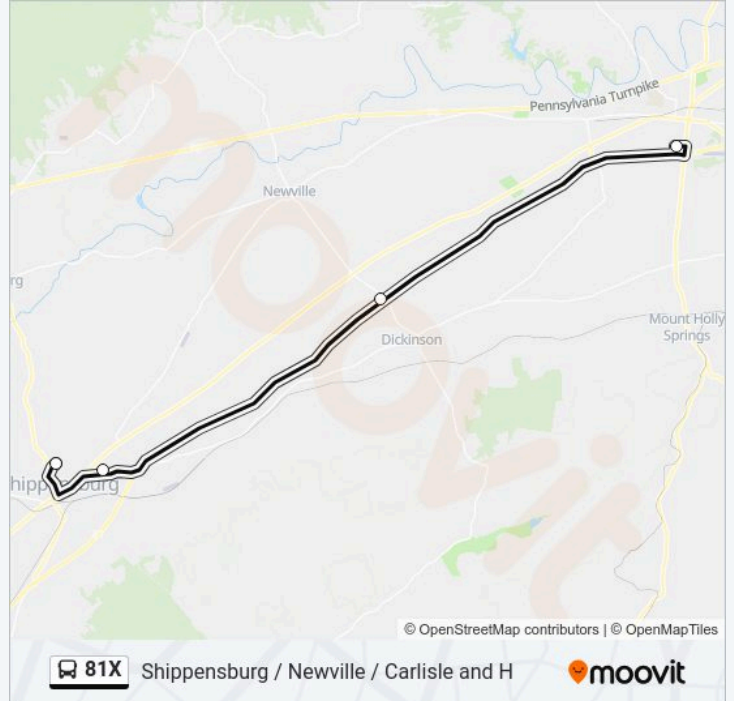 Pennsylvania Turnpike
Newville
rg
Mount Holly
Springs
Dickinson
hippensburg
© OpenStreetMap contributors | © OpenMapTiles
81X Shippensburg / Newville / Carlisle and H
moovit